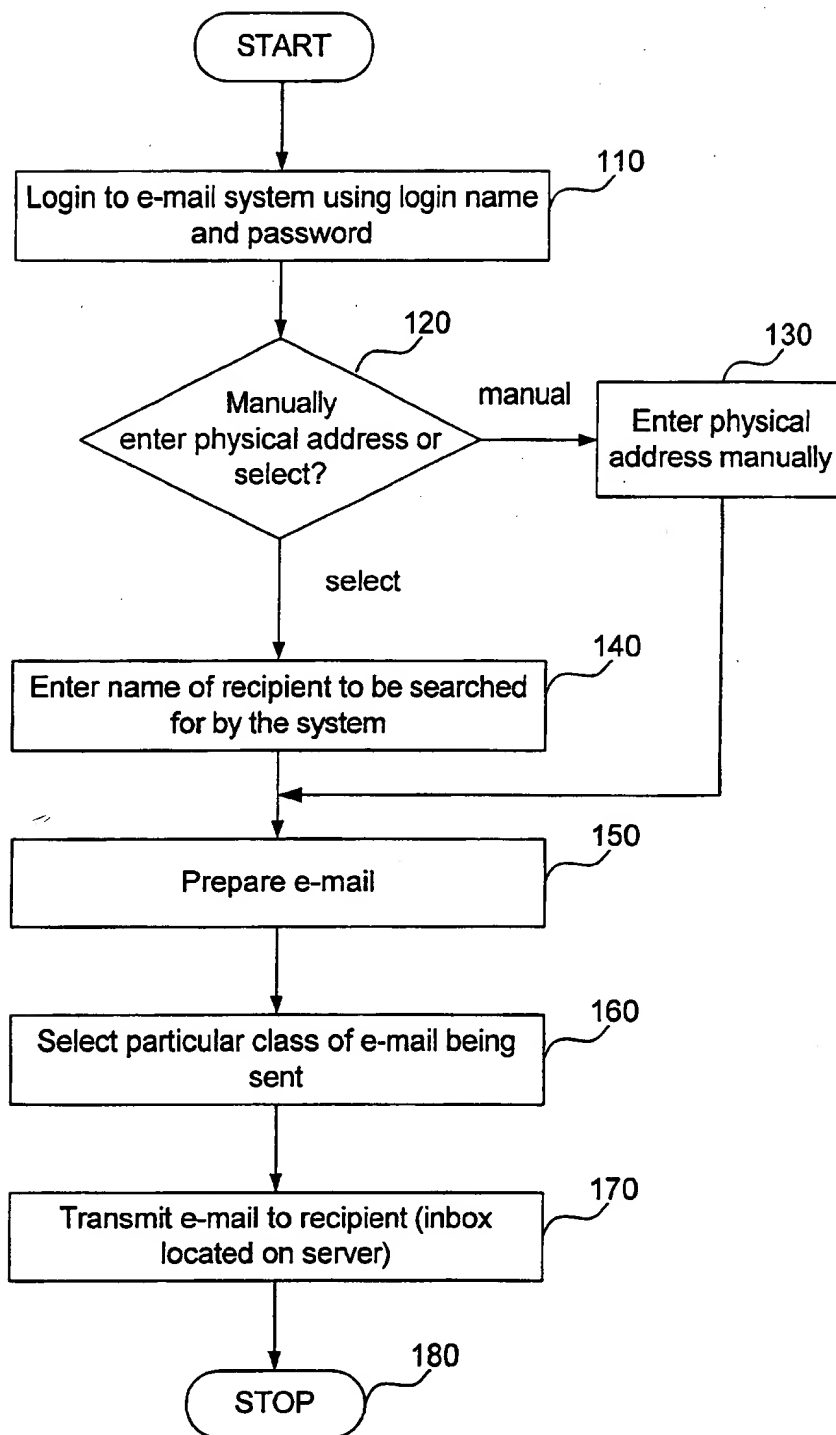 START
110
Login to e-mail system using login name
and password
120
130
Manually
enter physical address or
select?
manual
Enter physical
address manually
select
140
Enter name of recipient to be searched
for by the system
150
Prepare e-mail
160
Select particular class of e-mail being
sent
170
Transmit e-mail to recipient (inbox
located on server)
180
STOP